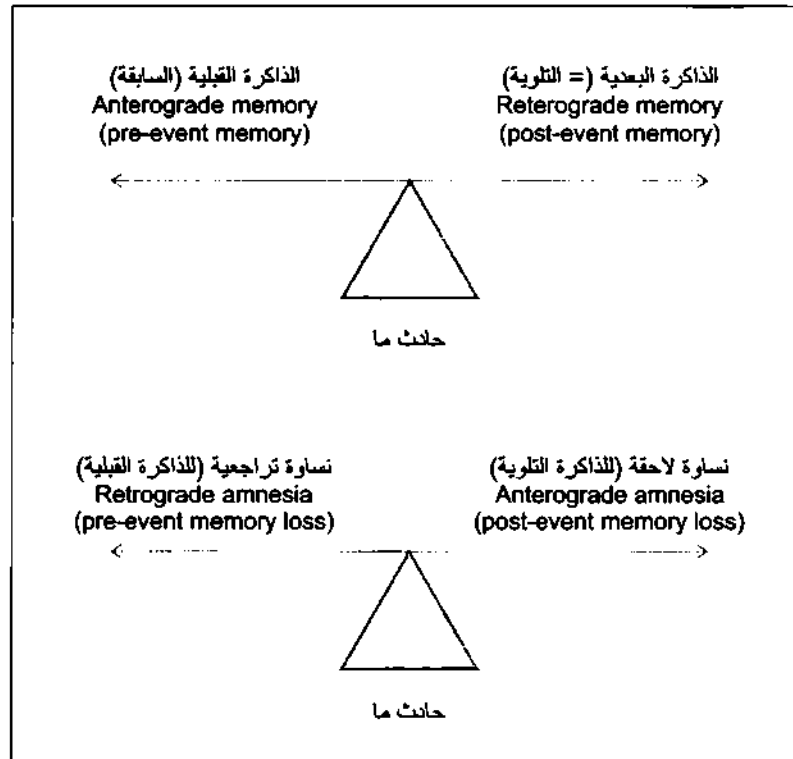 الذاكرة القبلية (السابقة)
Anterograde memory
(pre-event memory)
الذاكرة البعدية (= التلوية)
Reterograde memory
(post-event memory)
حادث ما
نساوة تراجعية (للذاكرة القبلية)
Retrograde amnesia
(pre-event memory loss)
نساوة لاحقة (للذاكرة التلوية)
Anterograde amnesia
(post-event memory loss)
حادث ما